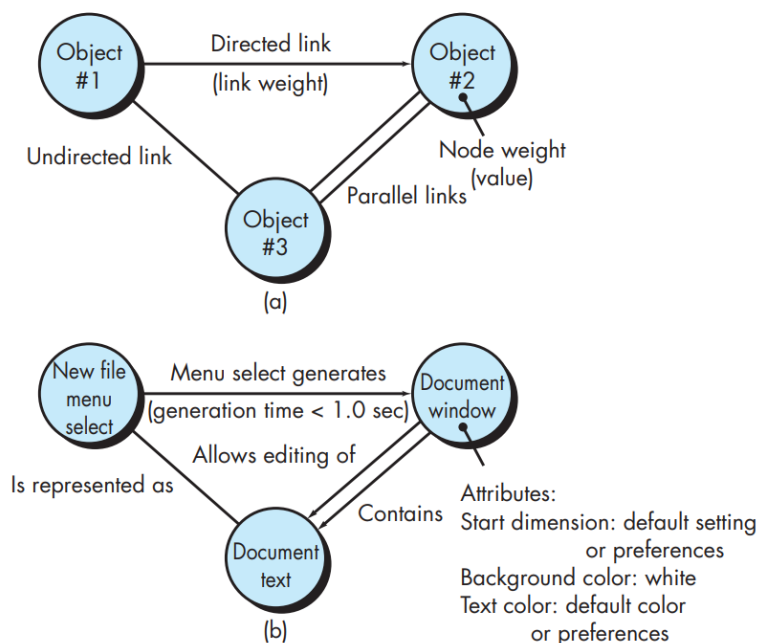 Object
#1
Directed link
(link weight)
Object
#2
Undirected link
Node weight
(value)
Parallel links
Object
#3
(a)
New file
menu
select
Menu select generates
(generation time < 1.0 sec)
Document
window
Allows editing of
Is represented as
Contains
Document
text
Attributes:
Start dimension: default setting
or preferences
Background color: white
Text color: default color
or preferences
(b)